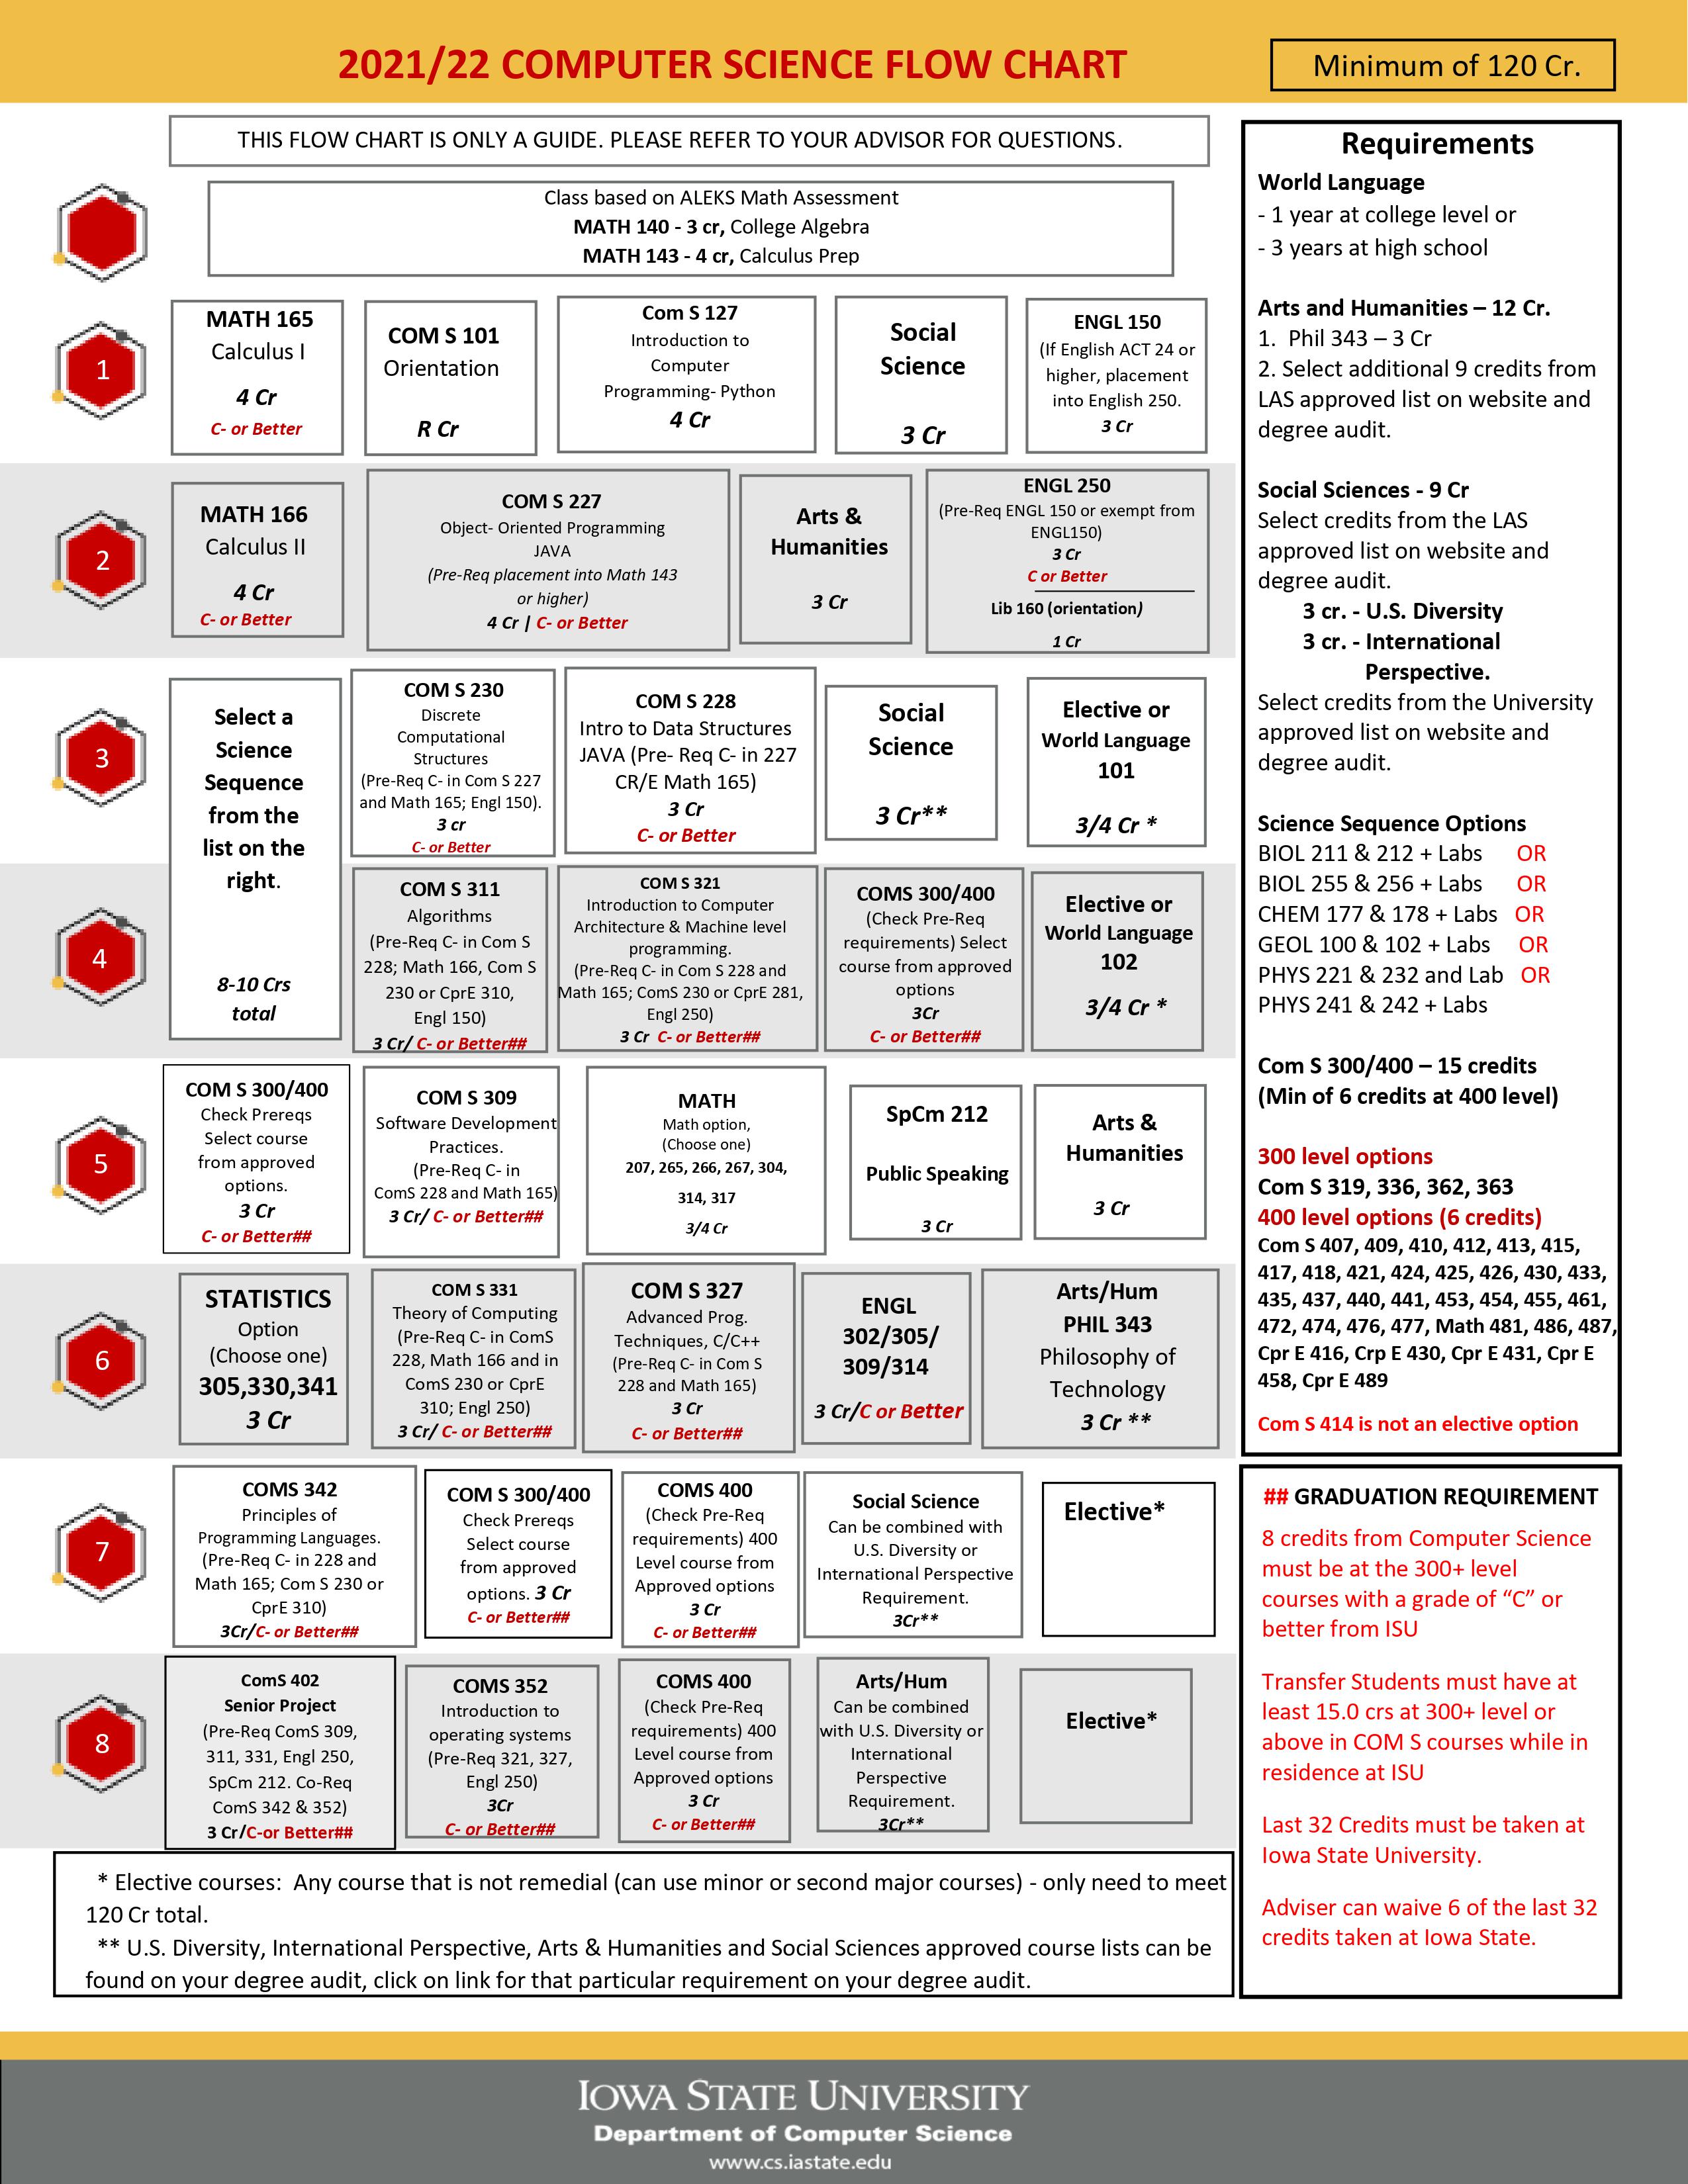 2021/22 COMPUTER SCIENCE FLOW CHART
Minimum of 120 Cr.
THIS FLOW CHART IS ONLY A GUIDE. PLEASE REFER TO YOUR ADVISOR FOR QUESTIONS.
Class based on ALEKS Math Assessment
MATH 140 - 3 cr, College Algebra
MATH 143 - 4 cr, Calculus Prep
1
MATH 165
Calculus I
4 Cr
C- or Better
COM S 101
Orientation
R Cr
Com S 127
Introduction to
Computer
Programming- Python
4 Cr
Social
Science
3 Cr
ENGL 150
(If English ACT 24 or
higher, placement
into English 250.
3 Cr
2
MATH 166
Calculus II
4 Cr
C- or Better
COM S 227
Object- Oriented Programming
JAVA
(Pre-Req placement into Math 143
or higher)
4 Cr | C- or Better
Arts &
Humanities
3 Cr
ENGL 250
(Pre-Req ENGL 150 or exempt from
ENGL150)
3 Cr
C or Better
Lib 160 (orientation)
1 Cr
3
Select a
Science
Sequence
from the
list on the
right.
8-10 Crs
total
COM S 230
Discrete
Computational
Structures
(Pre-Req C- in Com S 227
and Math 165; Engl 150).
3 cr
C- or Better
COM S 228
Intro to Data Structures
JAVA (Pre- Req C- in 227
CR/E Math 165)
3 Cr
C- or Better
Social
Science
3 Cr**
Elective or
World Language
101
3/4 Cr *
4
COM S 311
Algorithms
(Pre-Req C- in Com S
228; Math 166, Com S
230 or CprE 310,
Engl 150)
3 Cr/ C- or Better##
COM S 321
Introduction to Computer
Architecture & Machine level
programming.
(Pre-Req C- in Com S 228 and
Math 165; ComS 230 or CprE 281,
Engl 250)
3 Cr C- or Better##
COMS 300/400
(Check Pre-Req
requirements) Select
course from approved
options
3Cr
C- or Better##
Elective or
World Language
102
3/4 Cr *
5
COM S 300/400
Check Prereqs
Select course
from approved
options.
3 Cr
C- or Better##
COM S 309
Software Development
Practices.
(Pre-Req C- in
ComS 228 and Math 165)
3 Cr/ C- or Better##
MATH
Math option,
(Choose one)
207, 265, 266, 267, 304,
314, 317
3/4 Cr
SpCm 212
Public Speaking
3 Cr
Arts &
Humanities
3 Cr
6
STATISTICS
Option
(Choose one)
305,330,341
3 Cr
COM S 331
Theory of Computing
(Pre-Req C- in ComS
228, Math 166 and in
ComS 230 or CprE
310; Engl 250)
3 Cr/ C- or Better##
COM S 327
Advanced Prog.
Techniques, C/C++
(Pre-Req C- in Com S
228 and Math 165)
3 Cr
C- or Better##
ENGL
302/305/
309/314
3 Cr/C or Better
Arts/Hum
PHIL 343
Philosophy of
Technology
3 Cr **
7
COMS 342
Principles of
Programming Languages.
(Pre-Req C- in 228 and
Math 165; Com S 230 or
CprE 310)
3Cr/C- or Better##
COM S 300/400
Check Prereqs
Select course
from approved
options. 3 Cr
C- or Better##
COMS 400
(Check Pre-Req
requirements) 400
Level course from
Approved options
3 Cr
C- or Better##
Social Science
Can be combined with
U.S. Diversity or
International Perspective
Requirement.
3Cr**
Elective*
8
ComS 402
Senior Project
(Pre-Req ComS 309,
311, 331, Engl 250,
SpCm 212. Co-Req
ComS 342 & 352)
3 Cr/C-or Better##
COMS 352
Introduction to
operating systems
(Pre-Req 321, 327,
Engl 250)
3Cr
C- or Better##
COMS 400
(Check Pre-Req
requirements) 400
Level course from
Approved options
3 Cr
C- or Better##
Arts/Hum
Can be combined
with U.S. Diversity or
International
Perspective
Requirement.
3Cr**
Elective*
* Elective courses: Any course that is not remedial (can use minor or second major courses) - only need to meet
120 Cr total.
** U.S. Diversity, International Perspective, Arts & Humanities and Social Sciences approved course lists can be
found on your degree audit, click on link for that particular requirement on your degree audit.
Requirements
World Language
- 1 year at college level or
- 3 years at high school
Arts and Humanities – 12 Cr.
1. Phil 343 – 3 Cr
2. Select additional 9 credits from
LAS approved list on website and
degree audit.
Social Sciences - 9 Cr
Select credits from the LAS
approved list on website and
degree audit.
3 cr. - U.S. Diversity
3 cr. - International
Perspective.
Select credits from the University
approved list on website and
degree audit.
Science Sequence Options
BIOL 211 & 212 + Labs OR
BIOL 255 & 256 + Labs OR
CHEM 177 & 178 + Labs OR
GEOL 100 & 102 + Labs OR
PHYS 221 & 232 and Lab OR
PHYS 241 & 242 + Labs
Com S 300/400 – 15 credits
(Min of 6 credits at 400 level)
300 level options
Com S 319, 336, 362, 363
400 level options (6 credits)
Com S 407, 409, 410, 412, 413, 415,
417, 418, 421, 424, 425, 426, 430, 433,
435, 437, 440, 441, 453, 454, 455, 461,
472, 474, 476, 477, Math 481, 486, 487,
Cpr E 416, Crp E 430, Cpr E 431, Cpr E
458, Cpr E 489
Com S 414 is not an elective option
## GRADUATION REQUIREMENT
8 credits from Computer Science
must be at the 300+ level
courses with a grade of “C” or
better from ISU
Transfer Students must have at
least 15.0 crs at 300+ level or
above in COM S courses while in
residence at ISU
Last 32 Credits must be taken at
Iowa State University.
Adviser can waive 6 of the last 32
credits taken at Iowa State.
IOWA STATE UNIVERSITY
Department of Computer Science
www.cs.iastate.edu